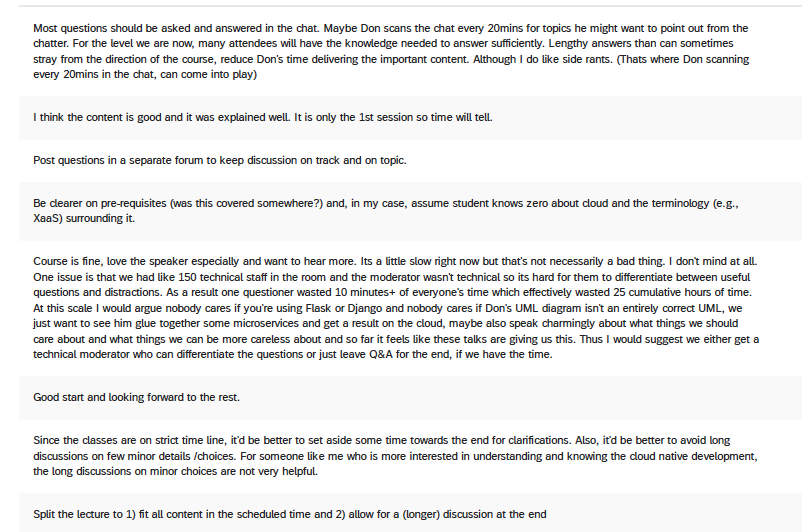 Most questions should be asked and answered in the chat. Maybe Don scans the chat every 20mins for topics he might want to point out from the
chatter. For the level we are now, many attendees will have the knowledge needed to answer sufficiently. Lengthy answers than can sometimes
stray from the direction of the course, reduce Don's time delivering the important content. Although I do like side rants. (Thats where Don scanning
every 20mins in the chat, can come into play)
I think the content is good and it was explained well. It is only the 1st session so time will tell.
Post questions in a separate forum to keep discussion on track and on topic.
Be clearer on pre-requisites (was this covered somewhere?) and, in my case, assume student knows zero about cloud and the terminology (e.g.,
XaaS) surrounding it.
Course is fine, love the speaker especially and want to hear more. Its a little slow right now but that's not necessarily a bad thing. I don't mind at all.
One issue is that we had like 150 technical staff in the room and the moderator wasn't technical so its hard for them to differentiate between useful
questions and distractions. As a result one questioner wasted 10 minutes+ of everyone's time which effectively wasted 25 cumulative hours of time.
At this scale I would argue nobody cares if you're using Flask or Django and nobody cares if Don's UML diagram isn't an entirely correct UML, we
just want to see him glue together some microservices and get a result on the cloud, maybe also speak charmingly about what things we should
care about and what things we can be more careless about and so far it feels like these talks are giving us this. Thus I would suggest we either get a
technical moderator who can differentiate the questions or just leave Q&A for the end, if we have the time.
Good start and looking forward to the rest.
Since the classes are on strict time line, it'd be better to set aside some time towards the end for clarifications. Also, it'd be better to avoid long
discussions on few minor details /choices. For someone like me who is more interested in understanding and knowing the cloud native development,
the long discussions on minor choices are not very helpful.
Split the lecture to 1) fit all content in the scheduled time and 2) allow for a (longer) discussion at the end